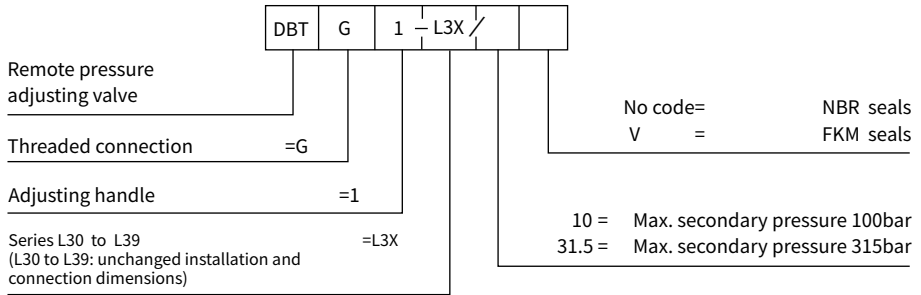 DBT G 1 – L3X /
Remote pressure
adjusting valve
Threaded connection =G
Adjusting handle =1
Series L30 to L39 =L3X
(L30 to L39: unchanged installation and
connection dimensions)
No code= NBR seals
V = FKM seals
10 = Max. secondary pressure 100bar
31.5 = Max. secondary pressure 315bar